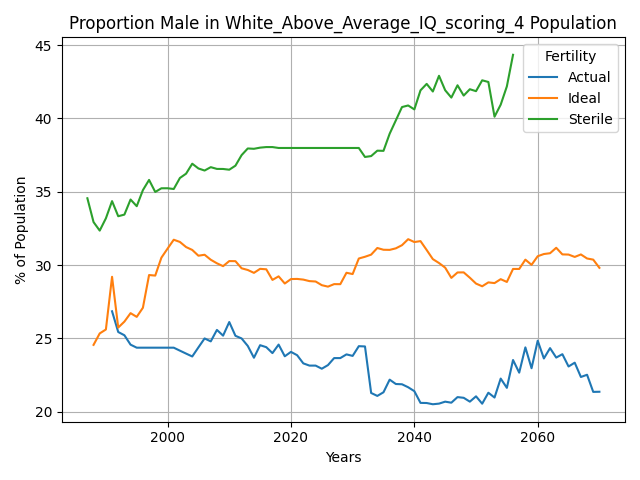 Proportion Male in White_Above_Average_IQ_scoring_4 Population
% of Population
45
40
35
30
25
20
Fertility
Actual
Ideal
Sterile
2000
2020
2040
2060
Years